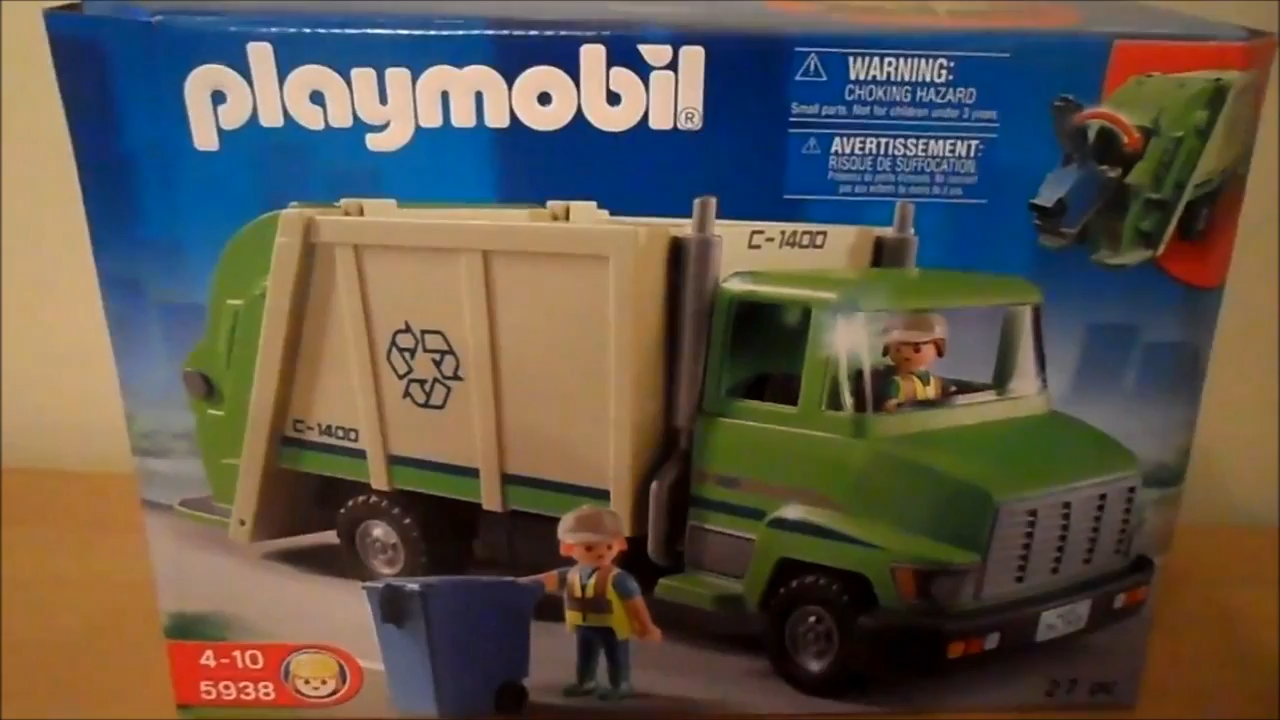 playmobil®
WARNING:
CHOKING HAZARD
Small parts. Not for children under 3 years
AVERTISSEMENT:
RISQUE DE SUFFOCATION
C-1400
C-1400
4-10
5938